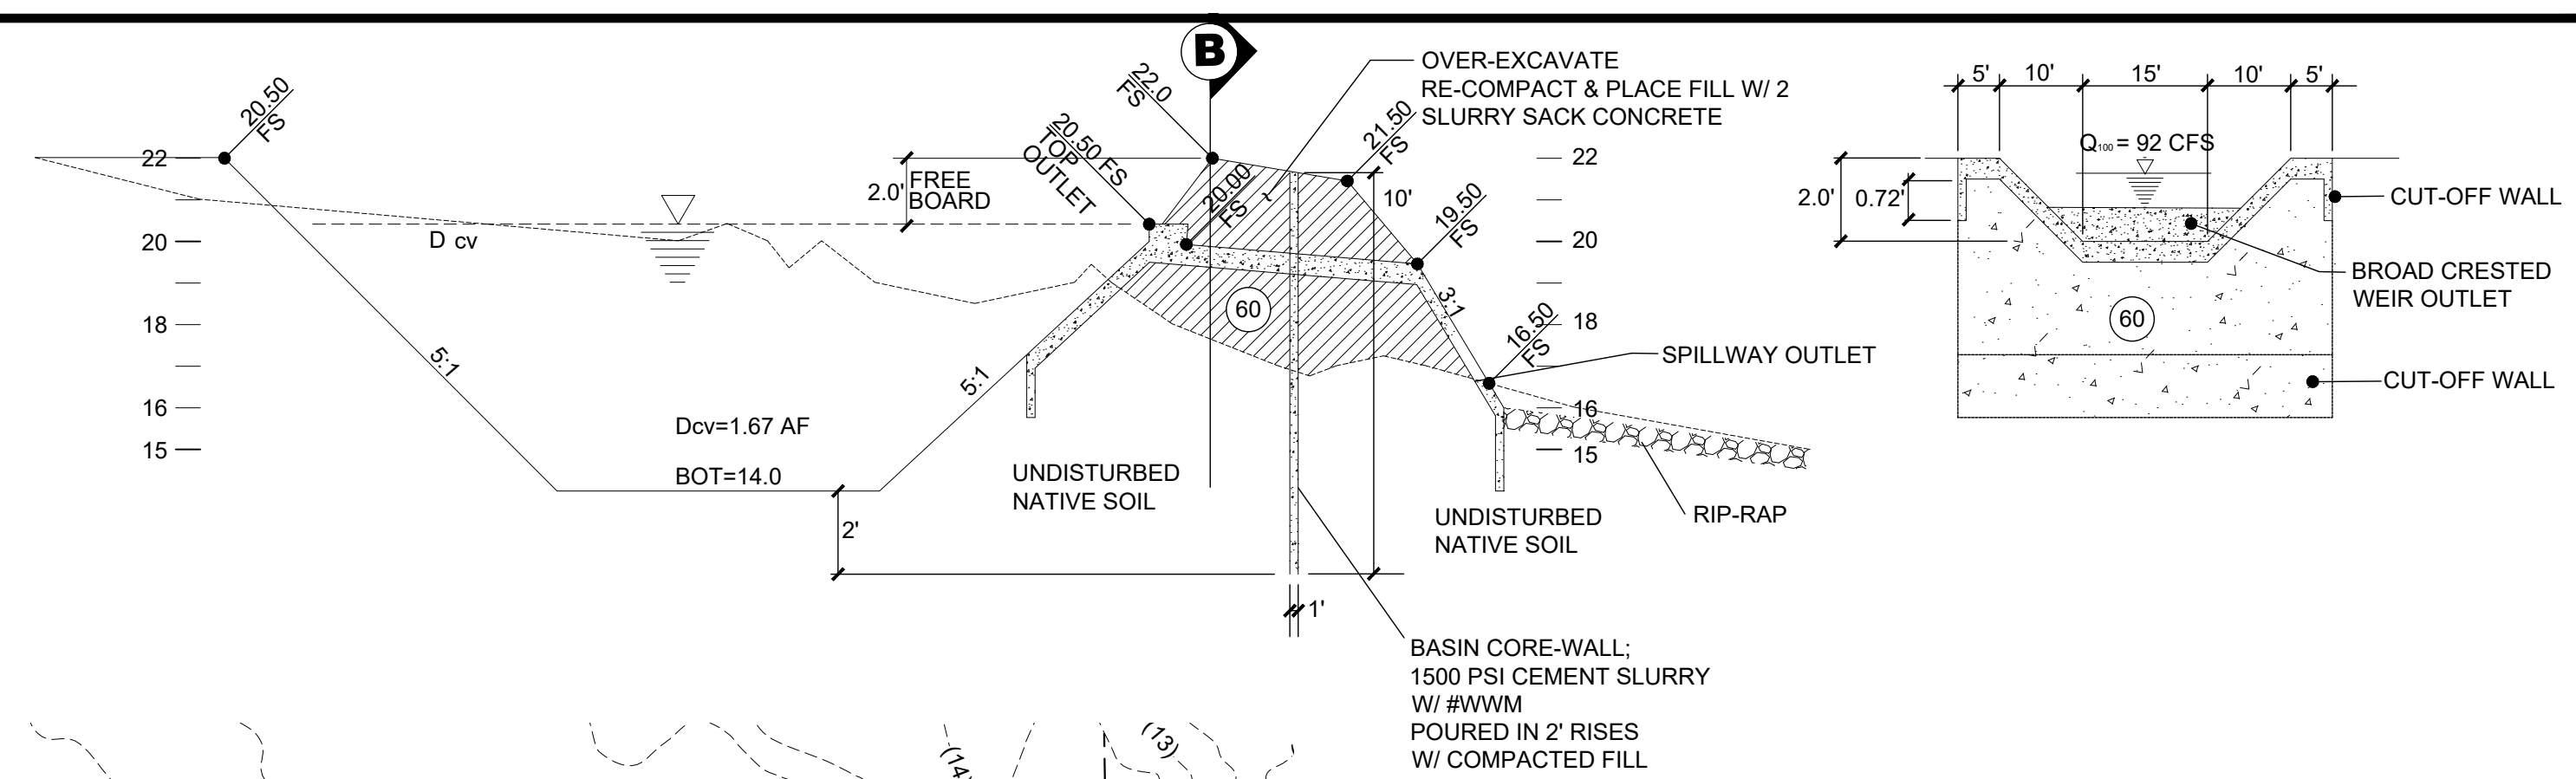 B
20.50
FS
22.0
FS
20.50 FS
TOP
OUTLET
20.00
FS
21.50
FS
19.50
FS
16.50
FS
OVER-EXCAVATE
RE-COMPACT & PLACE FILL W/ 2
SLURRY SACK CONCRETE
22
20
18
16
15
2.0'
FREE
BOARD
D cv
5:1
5:1
3:1
60
10'
22
20
18
16
15
Dcv=1.67 AF
BOT=14.0
2'
1'
UNDISTURBED
NATIVE SOIL
UNDISTURBED
NATIVE SOIL
SPILLWAY OUTLET
RIP-RAP
BASIN CORE-WALL;
1500 PSI CEMENT SLURRY
W/ #WWM
POURED IN 2' RISES
W/ COMPACTED FILL
5' 10' 15' 10' 5'
Q100 = 92 CFS
2.0'
0.72'
CUT-OFF WALL
BROAD CRESTED
WEIR OUTLET
60
CUT-OFF WALL
(14)
(13)